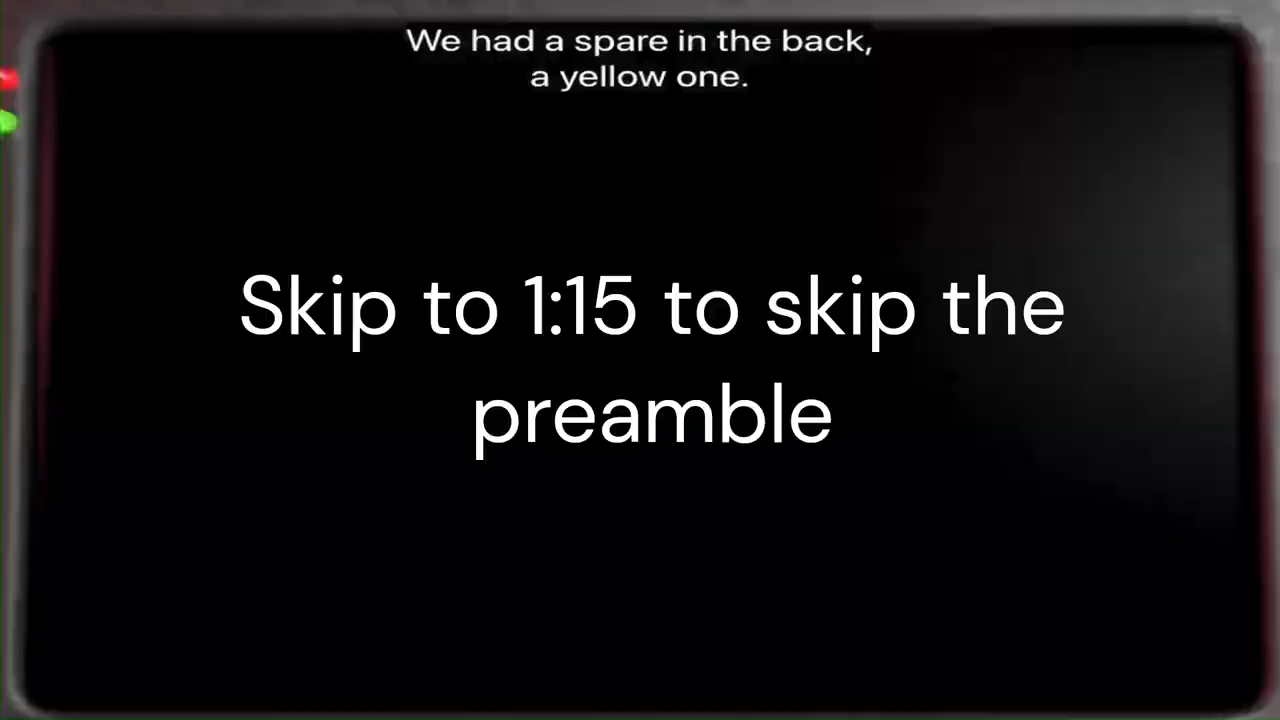 We had a spare in the back,
a yellow one.
Skip to 1:15 to skip the
preamble